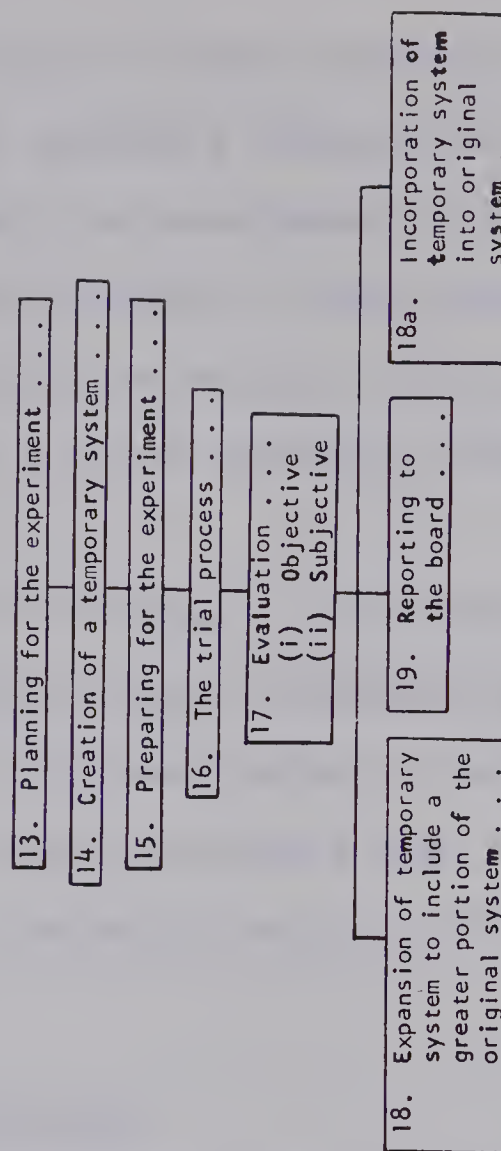 13. Planning for the experiment . . . .
14. Creation of a temporary system . . . .
15. Preparing for the experiment . . . .
16. The trial process . . . .
17. Evaluation . . . .
(i) Objective
(ii) Subjective
18. Expansion of temporary
system to include a
greater portion of the
original system . . .
19. Reporting to
the board . . .
18a. Incorporation of
temporary system
into original
system